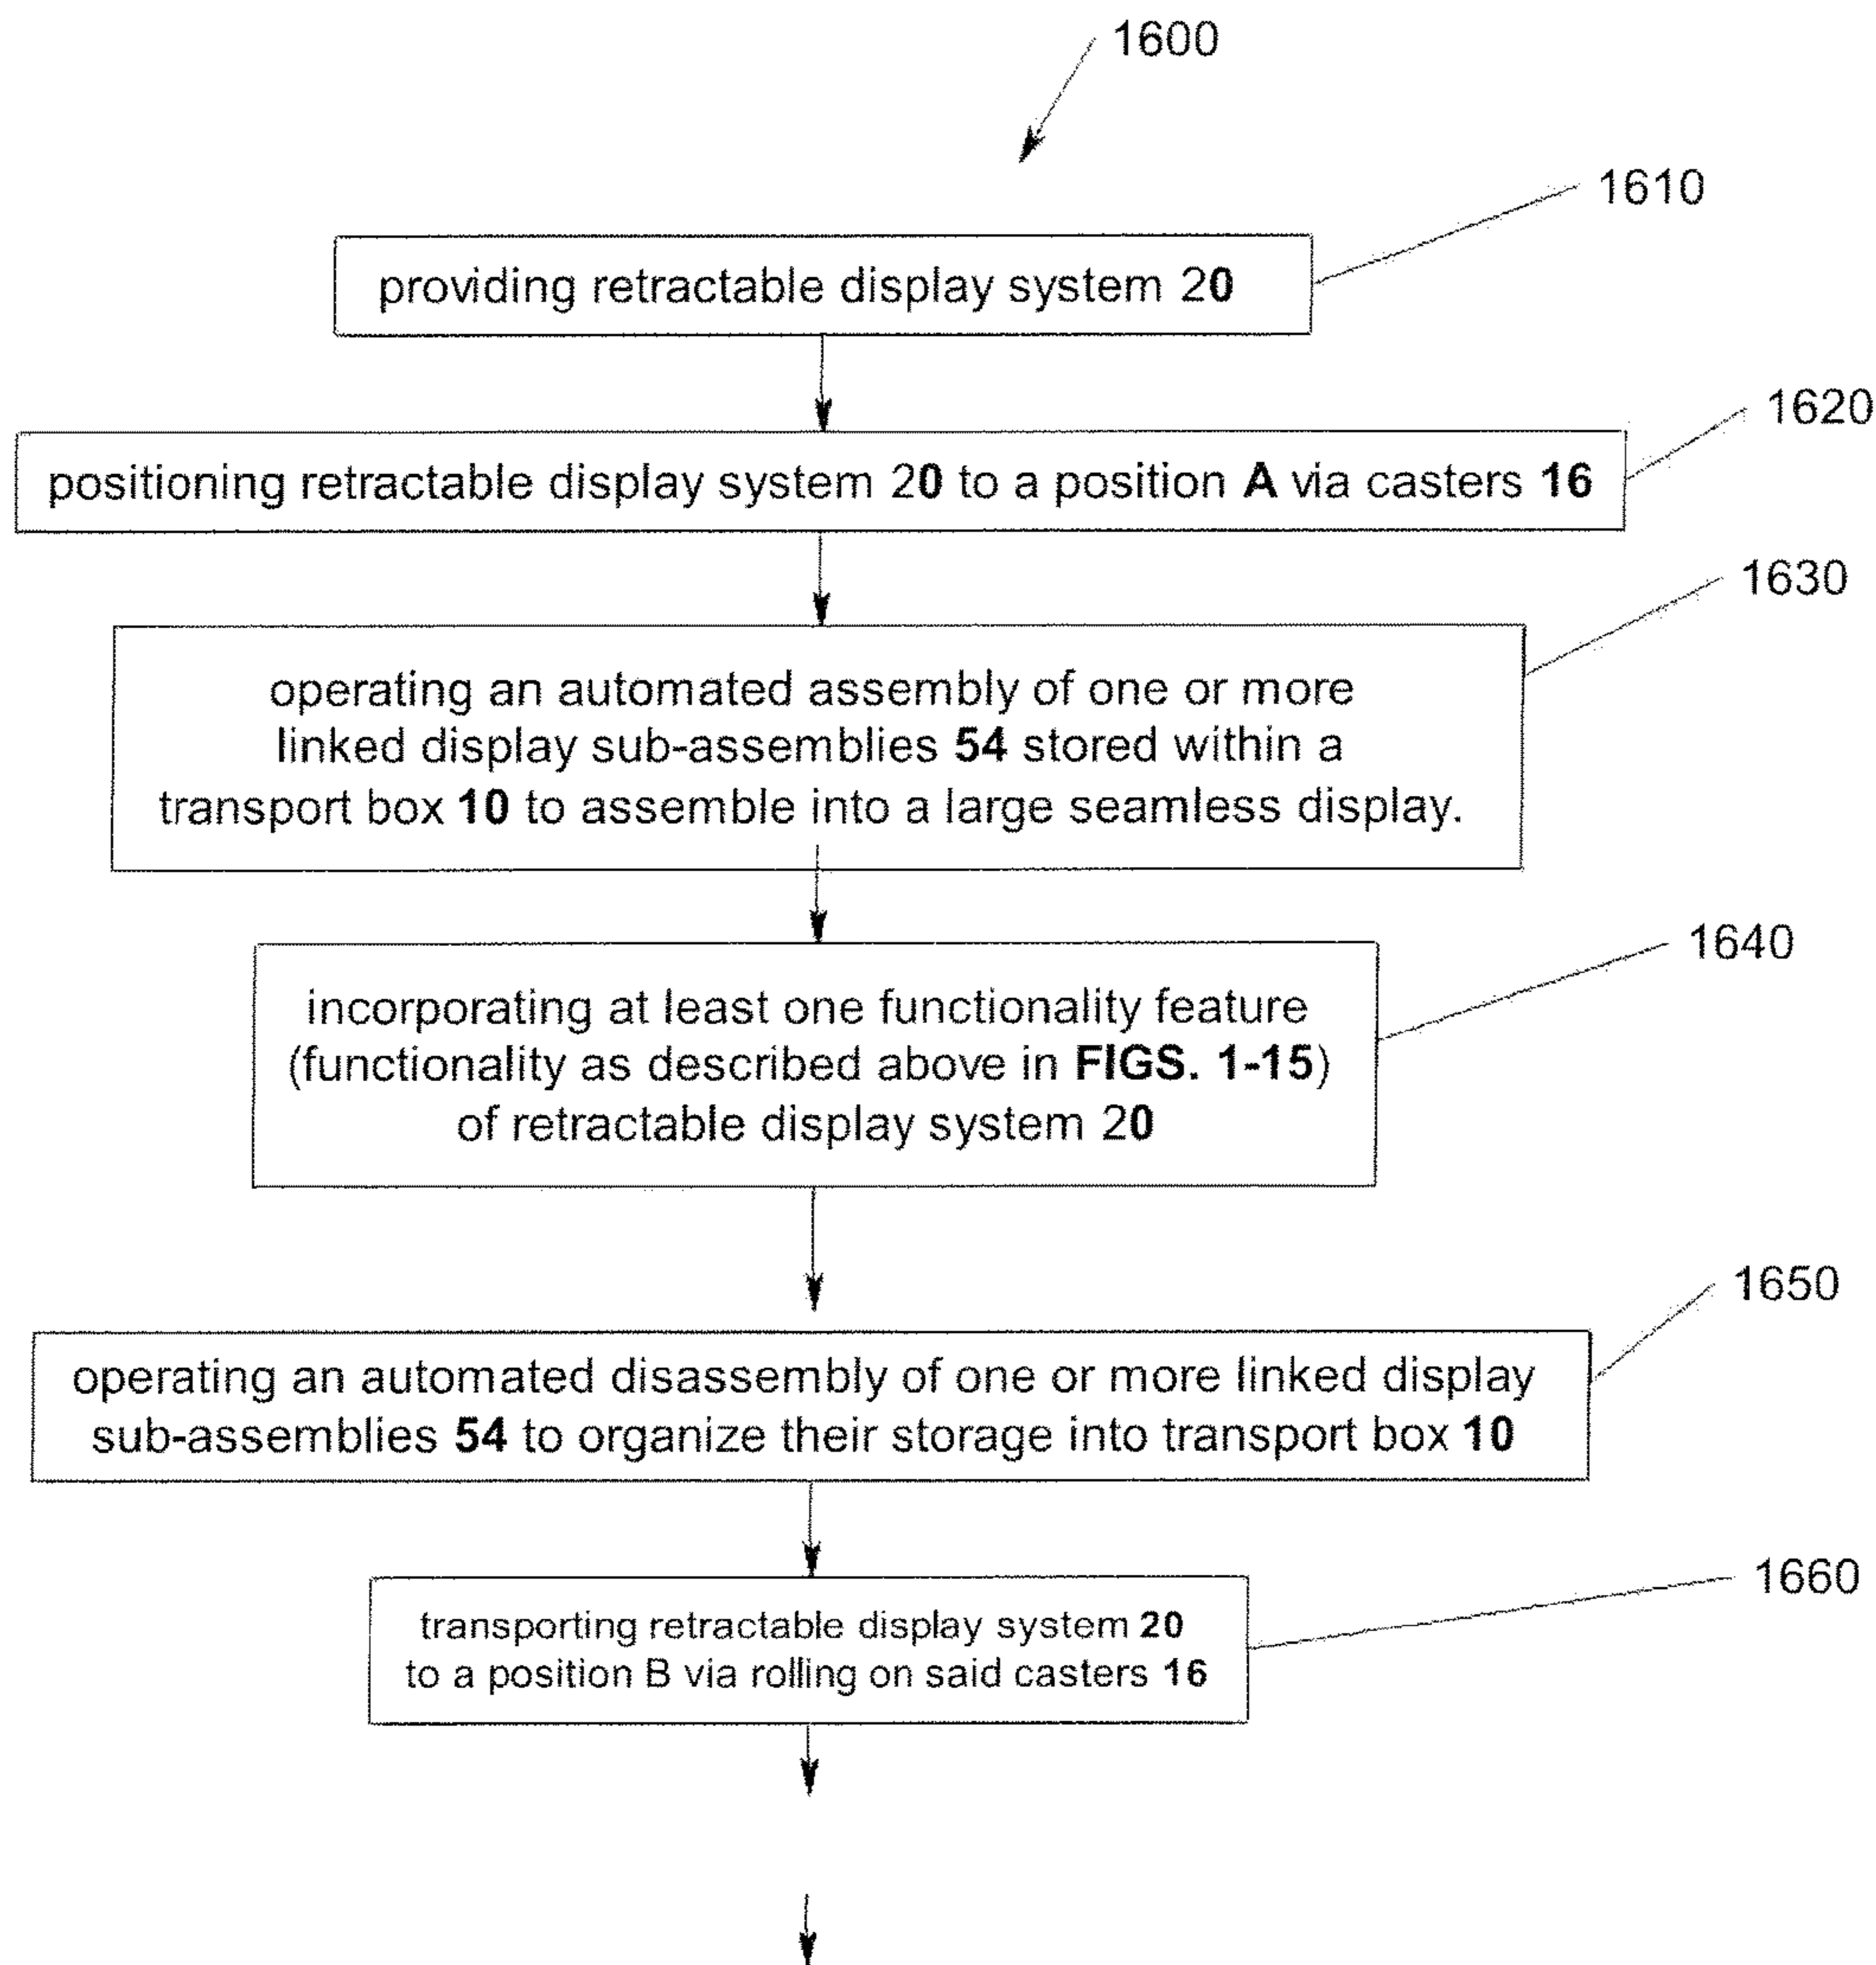 1600
1610
providing retractable display system 20
1620
positioning retractable display system 20 to a position A via casters 16
1630
operating an automated assembly of one or more
linked display sub-assemblies 54 stored within a
transport box 10 to assemble into a large seamless display.
1640
incorporating at least one functionality feature
(functionality as described above in FIGS. 1-15)
of retractable display system 20
1650
operating an automated disassembly of one or more linked display
sub-assemblies 54 to organize their storage into transport box 10
1660
transporting retractable display system 20
to a position B via rolling on said casters 16